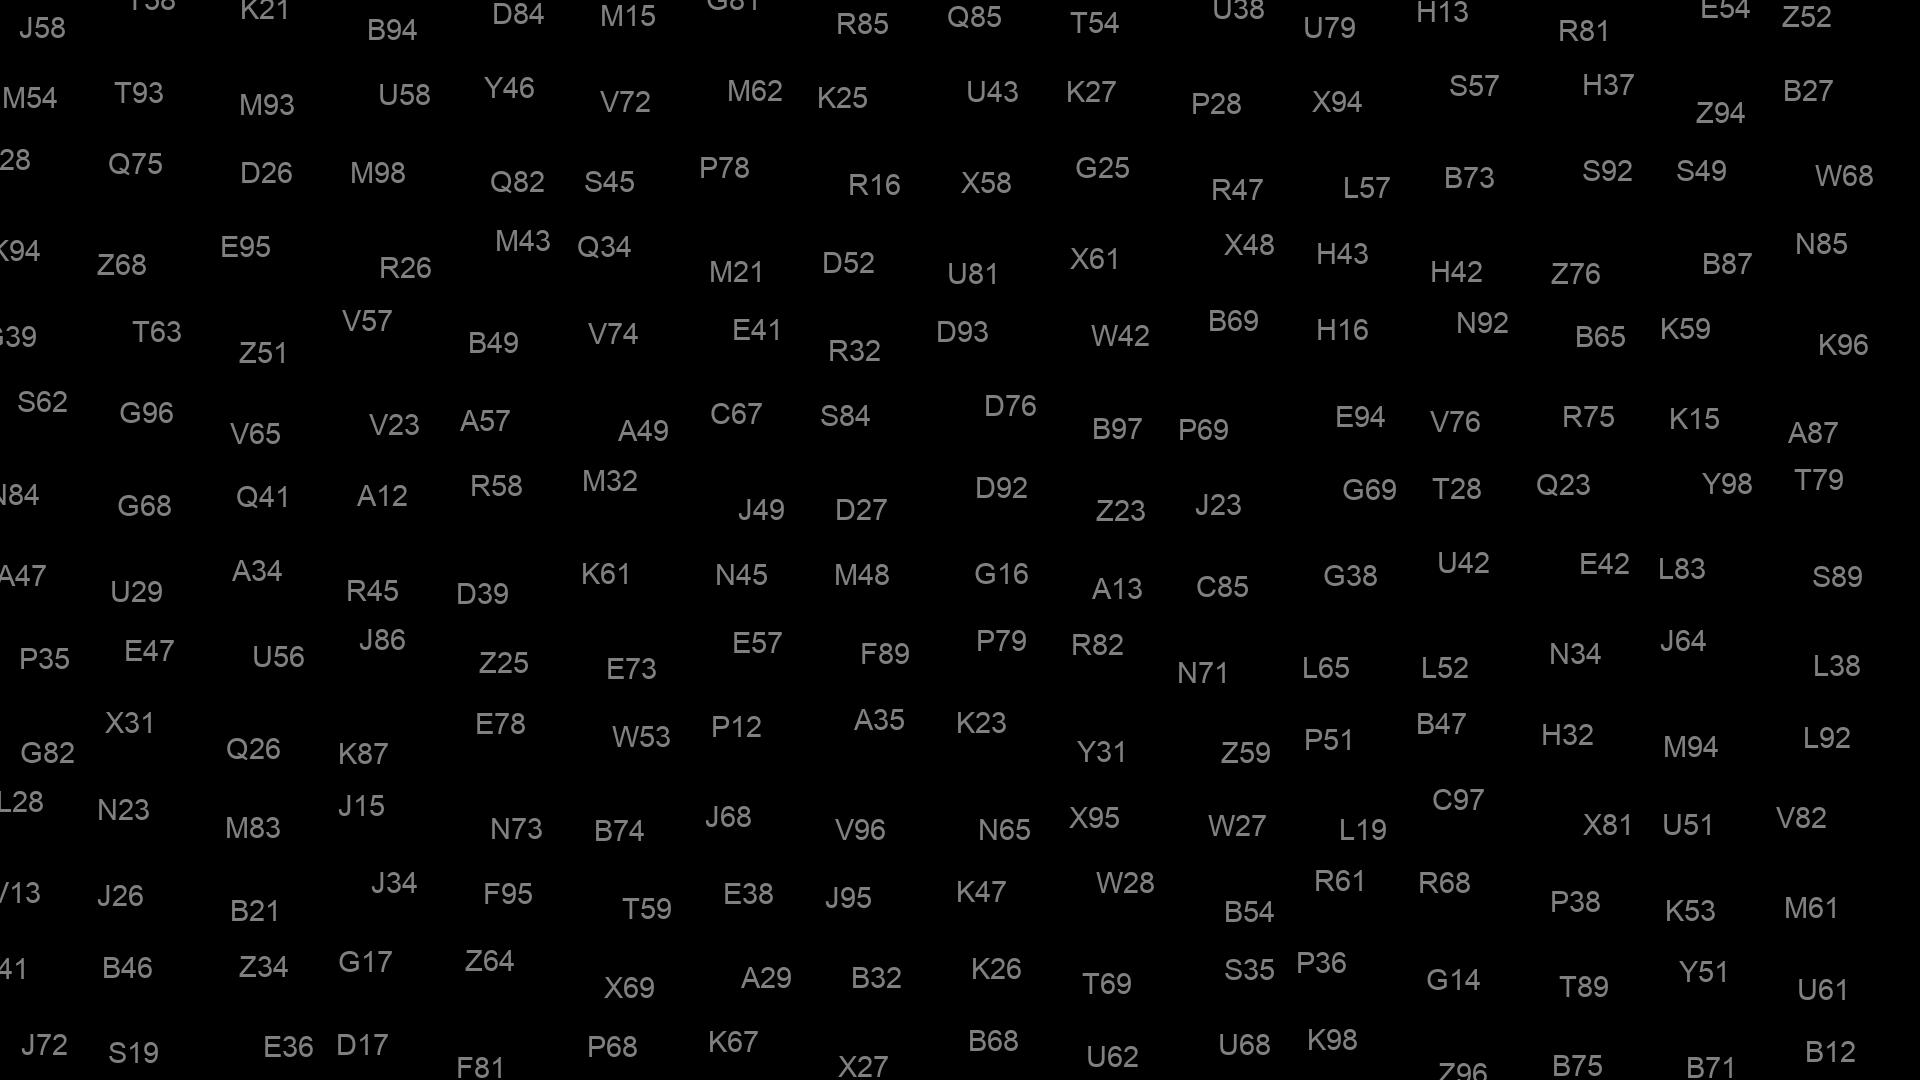 J58 K21 B94 D84 M15 G81 R85 Q85 T54 U38 U79 H13 R81 E54 Z52
M54 T93 M93 U58 Y46 V72 M62 K25 U43 K27 P28 X94 S57 H37 Z94 B27
28 Q75 D26 M98 Q82 S45 P78 R16 X58 G25 R47 L57 B73 S92 S49 W68
K94 Z68 E95 R26 M43 Q34 M21 D52 U81 X61 X48 H43 H42 Z76 B87 N85
39 T63 Z51 V57 B49 V74 E41 R32 D93 W42 B69 H16 N92 B65 K59 K96
S62 G96 V65 V23 A57 A49 C67 S84 D76 B97 P69 E94 V76 R75 K15 A87
N84 G68 Q41 A12 R58 M32 J49 D27 D92 Z23 J23 G69 T28 Q23 Y98 T79
A47 U29 A34 R45 D39 K61 N45 M48 G16 A13 C85 G38 U42 E42 L83 S89
P35 E47 U56 J86 Z25 E73 E57 F89 P79 R82 N71 L65 L52 N34 J64 L38
G82 X31 Q26 K87 E78 W53 P12 A35 K23 Y31 Z59 P51 B47 H32 M94 L92
L28 N23 M83 J15 N73 B74 J68 V96 N65 X95 W27 L19 C97 X81 U51 V82
V13 J26 B21 J34 F95 T59 E38 J95 K47 W28 B54 R61 R68 P38 K53 M61
41 B46 Z34 G17 Z64 X69 A29 B32 K26 T69 S35 P36 G14 T89 Y51 U61
J72 S19 E36 D17 F81 P68 K67 X27 B68 U62 U68 K98 Z96 B75 B71 B12